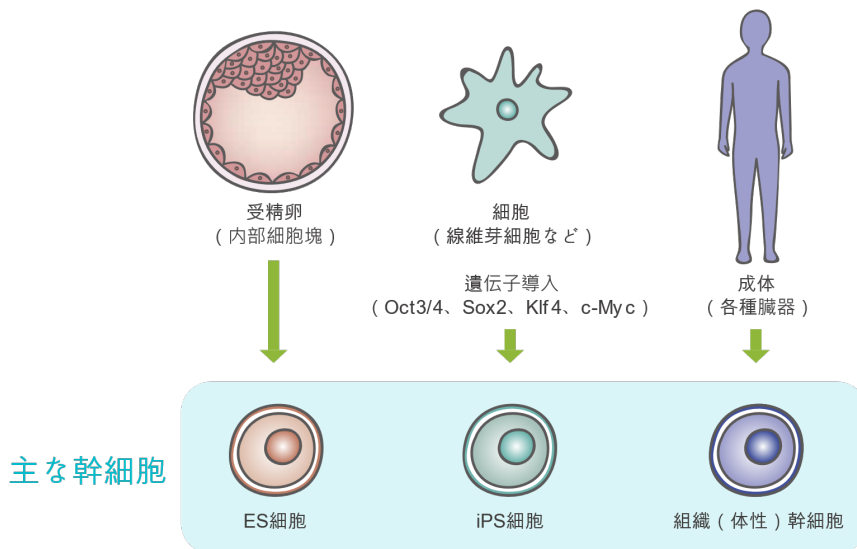 受精卵
（内部細胞塊）
細胞
（線維芽細胞など）
遺伝子導入
（Oct3/4、Sox2、Klf4、c-Myc）
成体
（各種臓器）
主な幹細胞
ES細胞
iPS細胞
組織（体性）幹細胞